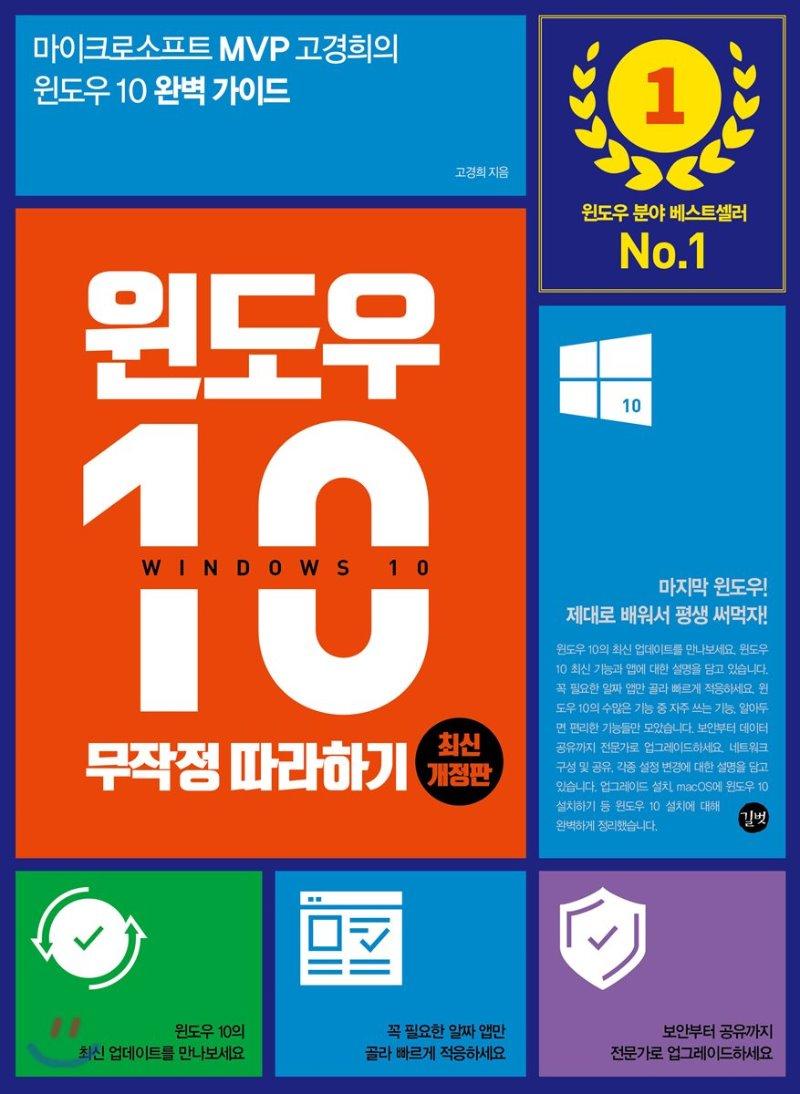 마이크로소프트 MVP 고경희의
윈도우 10 완벽 가이드
고경희 지음
1
윈도우 분야 베스트셀러
No.1
윈도우
10
WINDOWS 10
무작정 따라하기
최신
개정판
10
마지막 윈도우!
제대로 배워서 평생 써먹자!
윈도우 10의 최신 업데이트를 만나보세요. 윈도우
10 최신 기능과 앱에 대한 설명을 담고 있습니다.
꼭 필요한 알짜 앱만 골라 빠르게 적응하세요. 윈
도우 10의 수많은 기능 중 자주 쓰는 기능, 알아두
면 편리한 기능들만 모았습니다. 보안부터 데이터
공유까지 전문가로 업그레이드하세요. 네트워크
구성 및 공유, 각종 설정 변경에 대한 설명을 담고
있습니다. 업그레이드 설치, macOS에 윈도우 10
설치하기 등 윈도우 10 설치에 대해
완벽하게 정리했습니다.
길벗
윈도우 10의
최신 업데이트를 만나보세요
꼭 필요한 알짜 앱만
골라 빠르게 적응하세요
보안부터 공유까지
전문가로 업그레이드하세요